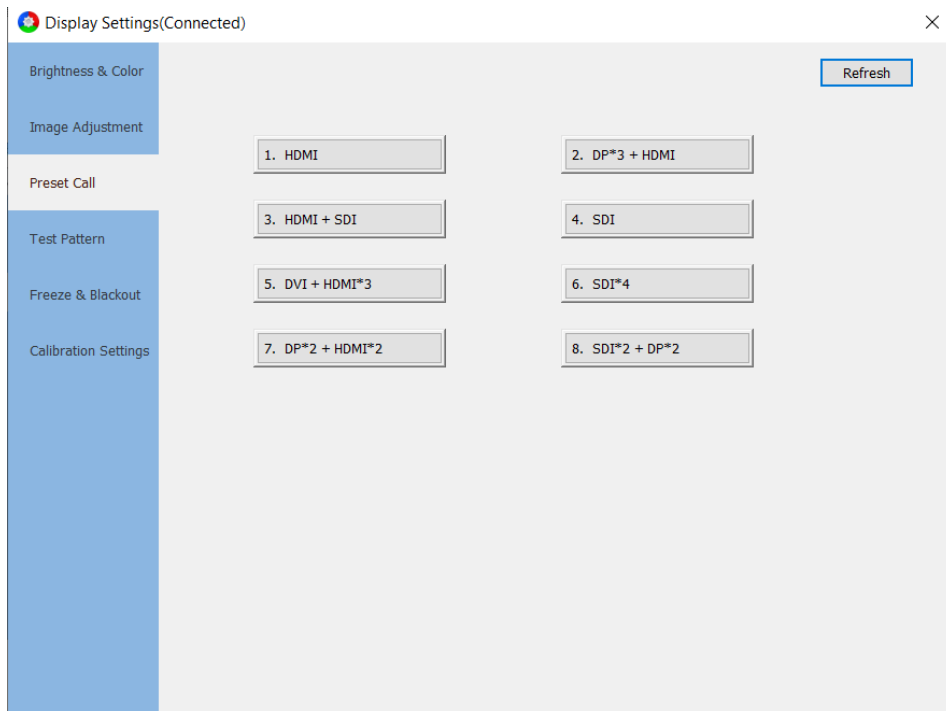 Display Settings(Connected)
Brightness & Color
Image Adjustment
Preset Call
Test Pattern
Freeze & Blackout
Calibration Settings
Refresh
1. HDMI
2. DP*3 + HDMI
3. HDMI + SDI
4. SDI
5. DVI + HDMI*3
6. SDI*4
7. DP*2 + HDMI*2
8. SDI*2 + DP*2